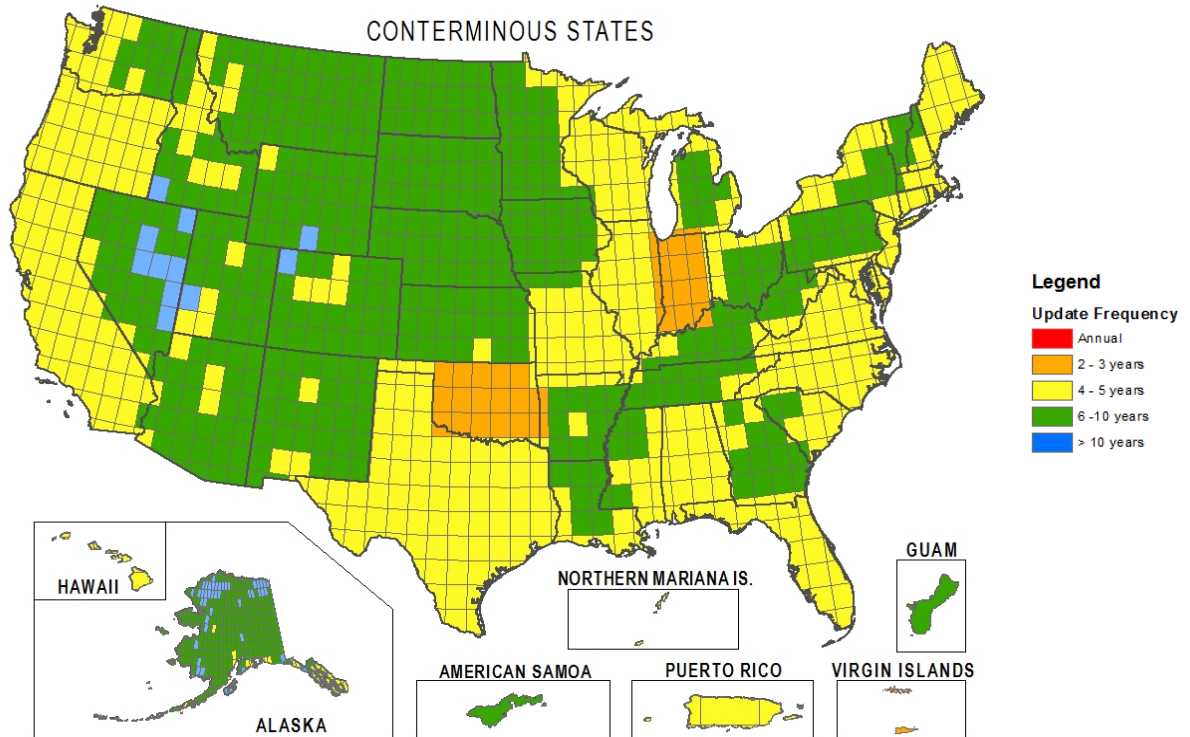 CONTERMINOUS STATES
Legend
Update Frequency
Annual
2 - 3 years
4 - 5 years
6 -10 years
> 10 years
HAWAII
ALASKA
NORTHERN MARIANA IS.
GUAM
AMERICAN SAMOA
PUERTO RICO
VIRGIN ISLANDS